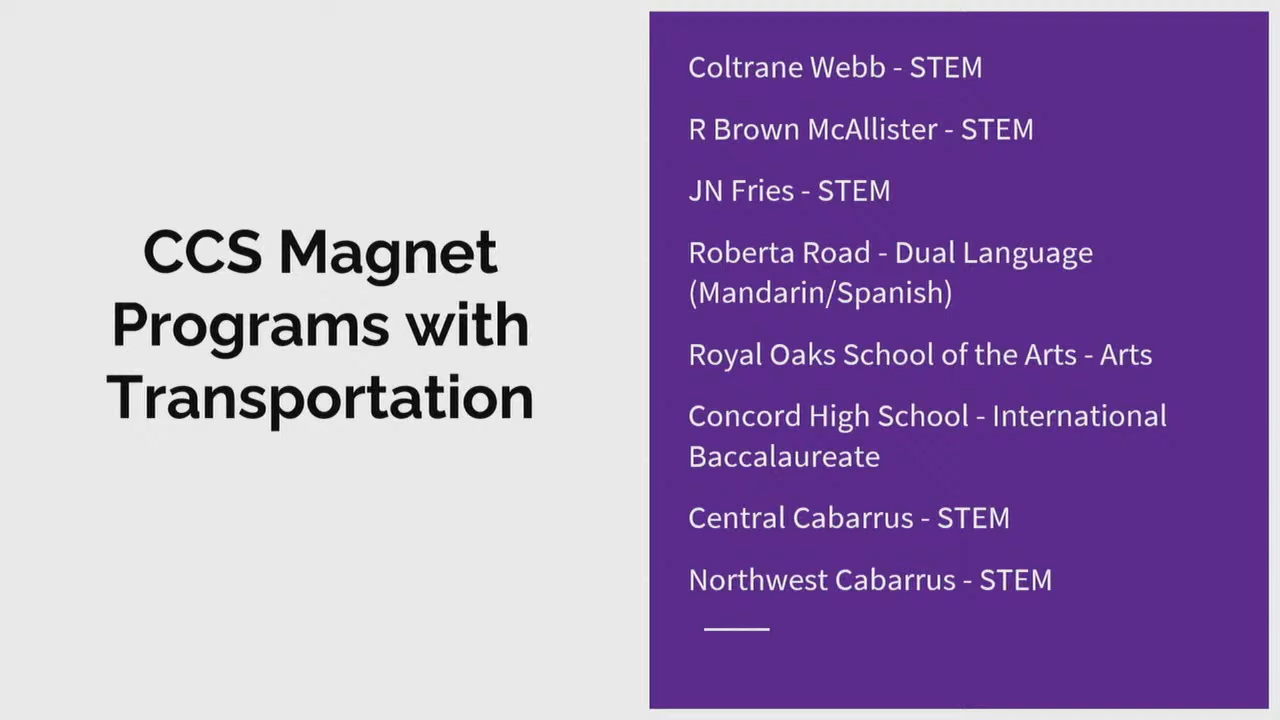 CCS Magnet
Programs with
Transportation
Coltrane Webb - STEM
R Brown McAllister - STEM
JN Fries - STEM
Roberta Road - Dual Language
(Mandarin/Spanish)
Royal Oaks School of the Arts - Arts
Concord High School - International
Baccalaureate
Central Cabarrus - STEM
Northwest Cabarrus - STEM